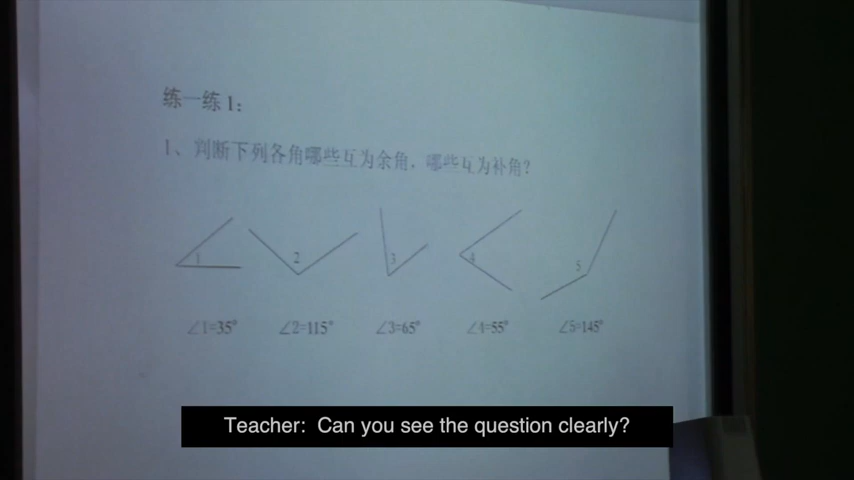 练一练1：
1、判断下列各角哪些互为余角，哪些互为补角？
1 2 3 4 5
∠1=35° ∠2=115° ∠3=65° ∠4=55° ∠5=145°
Teacher: Can you see the question clearly?